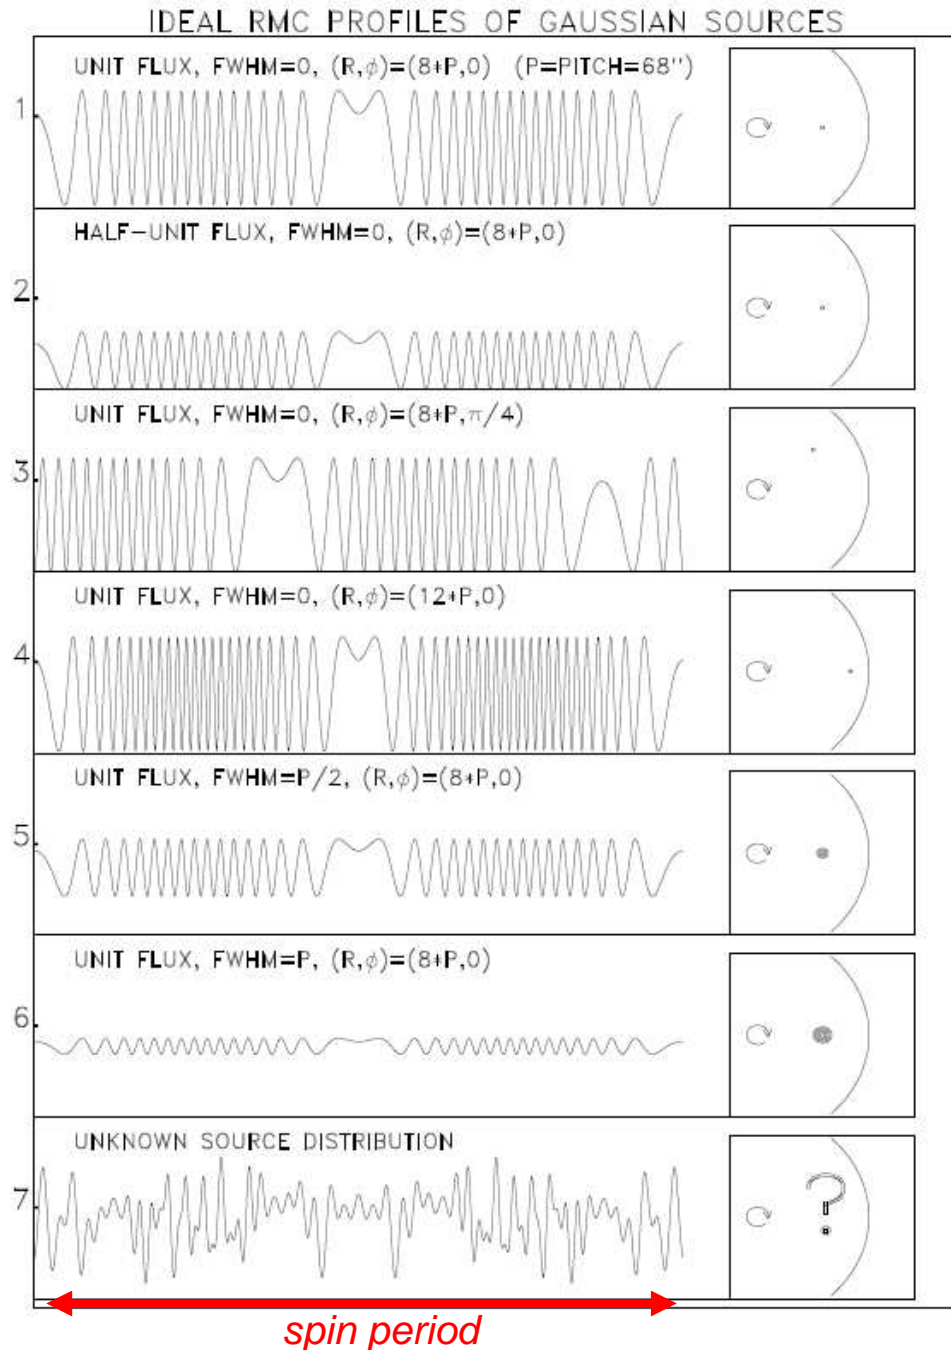 IDEAL RMC PROFILES OF GAUSSIAN SOURCES
UNIT FLUX, FWHM=0, (R,ϕ)=(8*P,0) (P=PITCH=68'')
1
HALF-UNIT FLUX, FWHM=0, (R,ϕ)=(8*P,0)
2
UNIT FLUX, FWHM=0, (R,ϕ)=(8*P,π/4)
3
UNIT FLUX, FWHM=0, (R,ϕ)=(12*P,0)
4
UNIT FLUX, FWHM=P/2, (R,ϕ)=(8*P,0)
5
UNIT FLUX, FWHM=P, (R,ϕ)=(8*P,0)
6
UNKNOWN SOURCE DISTRIBUTION
7
?
spin period